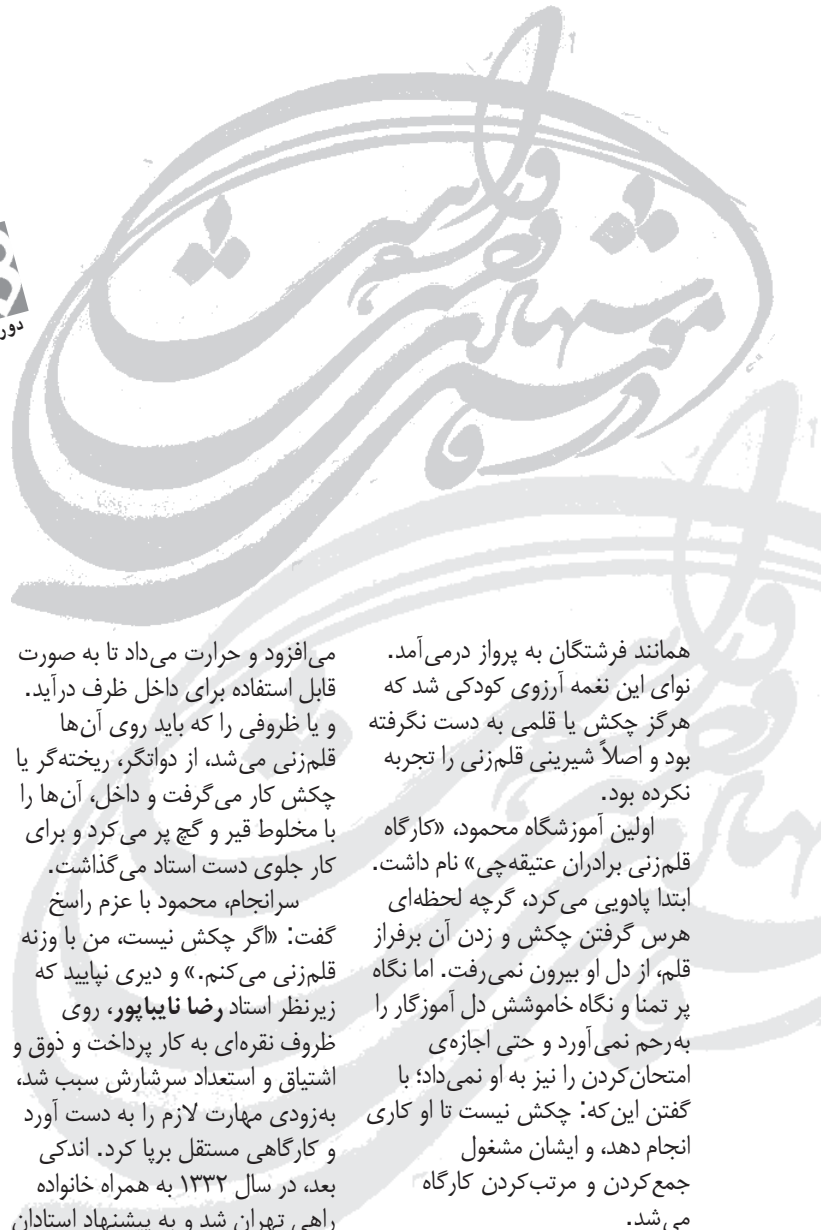 همانند فرشتگان به پرواز درمی‌آمد.
نوای این نغمه آرزوی کودکی شد که
هرگز چکش یا قلمی به دست نگرفته
بود و اصلاً شیرینی قلم‌زنی را تجربه
نکرده بود.
اولین آموزشگاه محمود، «کارگاه
قلم‌زنی برادران عتیقه‌چی» نام داشت.
ابتدا پادویی می‌کرد، گرچه لحظه‌ای
هرس گرفتن چکش و زدن آن برفراز
قلم، از دل او بیرون نمی‌رفت. اما نگاه
پر تمنا و نگاه خاموشش دل آموزگار را
به‌رحم نمی‌آورد و حتی اجازه‌ی
امتحان‌کردن را نیز به او نمی‌داد؛ با
گفتن این‌که: چکش نیست تا او کاری
انجام دهد، و ایشان مشغول
جمع‌کردن و مرتب‌کردن کارگاه
می‌شد.
می‌افزود و حرارت می‌داد تا به صورت
قابل استفاده برای داخل ظرف درآید.
و یا ظروفی را که باید روی آن‌ها
قلم‌زنی می‌شد، از دواتگر، ریخته‌گر یا
چکش کار می‌گرفت و داخل، آن‌ها را
با مخلوط قیر و گچ پر می‌کرد و برای
کار جلوی دست استاد می‌گذاشت.
سرانجام، محمود با عزم راسخ
گفت: «اگر چکش نیست، من با وزنه
قلم‌زنی می‌کنم.» و دیری نپایید که
زیرنظر استاد رضا نایباپور، روی
ظروف نقره‌ای به کار پرداخت و ذوق و
اشتیاق و استعداد سرشارش سبب شد،
به‌زودی مهارت لازم را به دست آورد
و کارگاهی مستقل برپا کرد. اندکی
بعد، در سال ۱۳۳۲ به همراه خانواده
راهی تهران شد و به پیشنهاد استادان